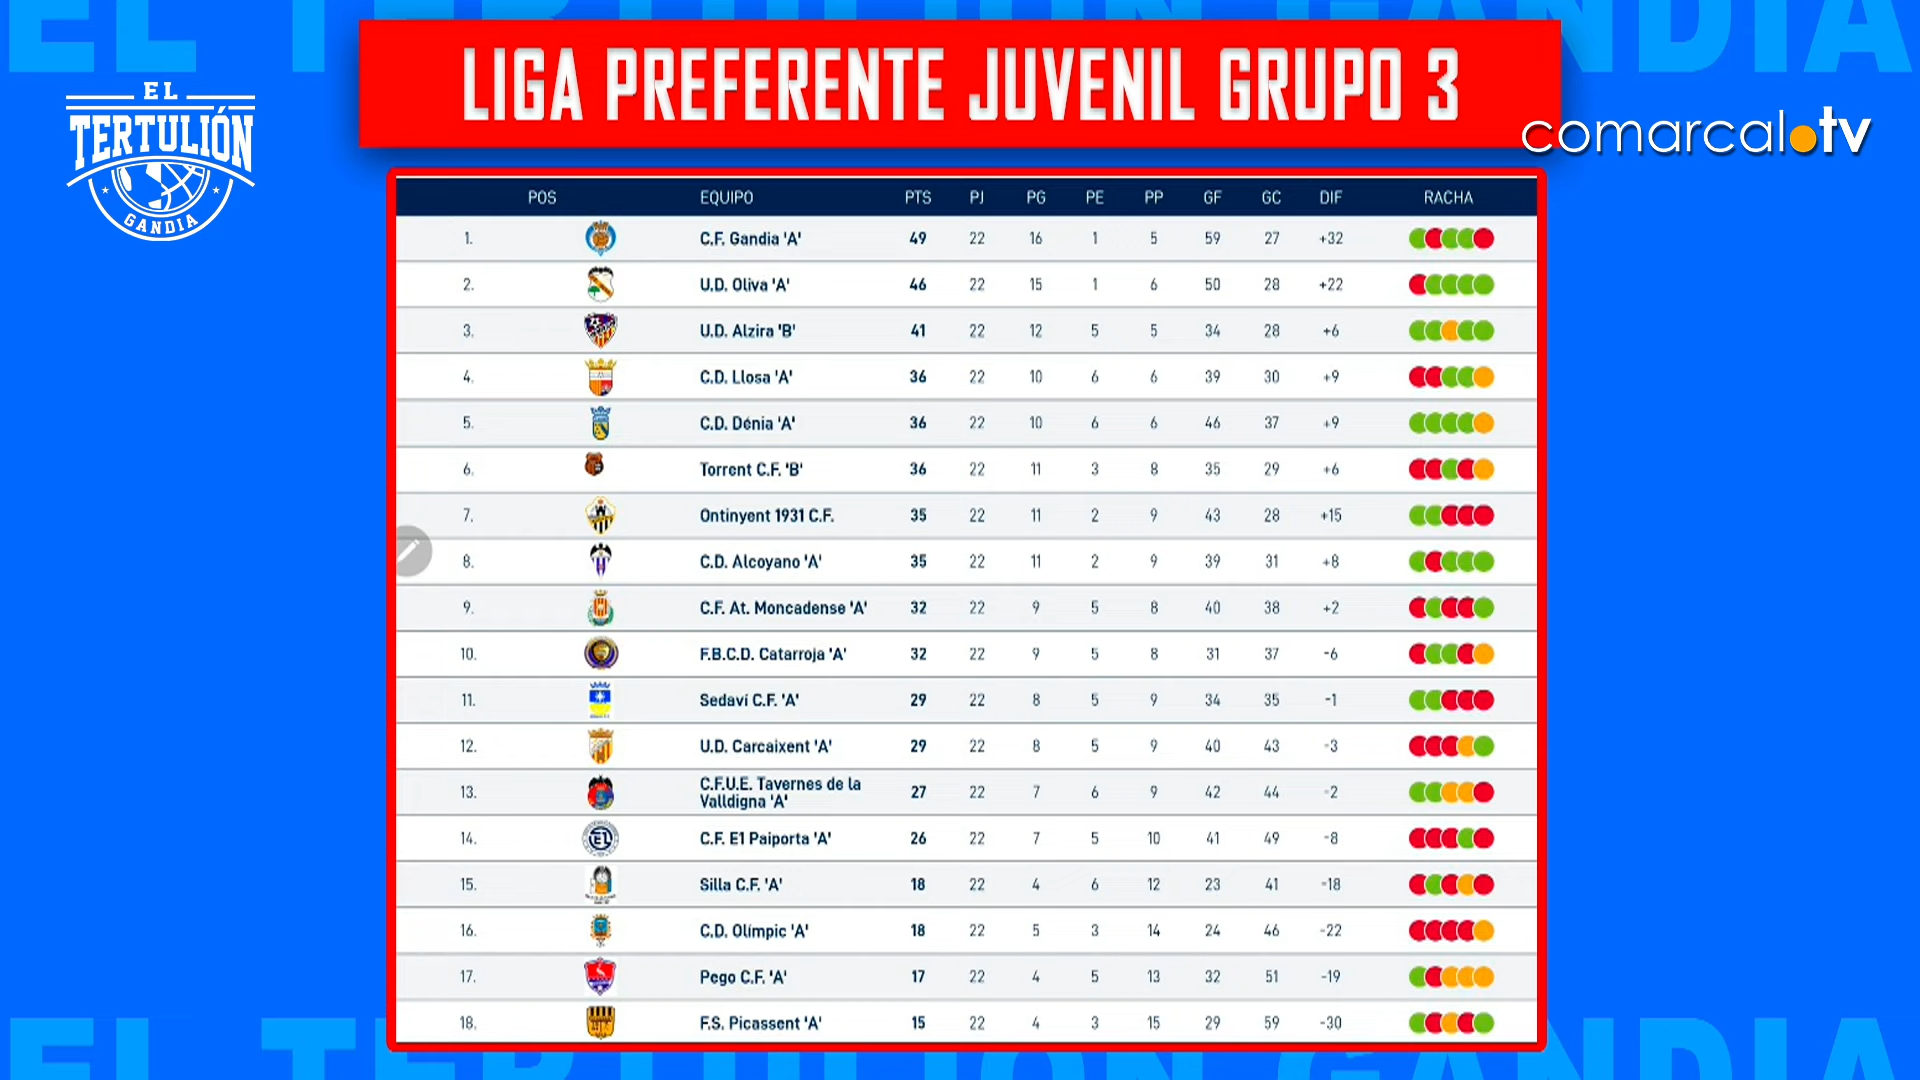 EL TERTULIÓN GANDIA
LIGA PREFERENTE JUVENIL GRUPO 3
EL
TERTULIÓN
GANDIA
comarcal.tv
POS EQUIPO PTS PJ PG PE PP GF GC DIF RACHA
1. C.F. Gandia 'A' 49 22 16 1 5 59 27 +32
2. U.D. Oliva 'A' 46 22 15 1 6 50 28 +22
3. U.D. Alzira 'B' 41 22 12 5 5 34 28 +6
4. C.D. Llosa 'A' 36 22 10 6 6 39 30 +9
5. C.D. Dénia 'A' 36 22 10 6 6 46 37 +9
6. Torrent C.F. 'B' 36 22 11 3 8 35 29 +6
7. Ontinyent 1931 C.F. 35 22 11 2 9 43 28 +15
8. C.D. Alcoyano 'A' 35 22 11 2 9 39 31 +8
9. C.F. At. Moncadense 'A' 32 22 9 5 8 40 38 +2
10. F.B.C.D. Catarroja 'A' 32 22 9 5 8 31 37 -6
11. Sedaví C.F. 'A' 29 22 8 5 9 34 35 -1
12. U.D. Carcaixent 'A' 29 22 8 5 9 40 43 -3
13. C.F.U.E. Tavernes de la
Valldigna 'A' 27 22 7 6 9 42 44 -2
14. C.F. E1 Paiporta 'A' 26 22 7 5 10 41 49 -8
15. Silla C.F. 'A' 18 22 4 6 12 23 41 -18
16. C.D. Olímpic 'A' 18 22 5 3 14 24 46 -22
17. Pego C.F. 'A' 17 22 4 5 13 32 51 -19
18. F.S. Picassent 'A' 15 22 4 3 15 29 59 -30
EL TERTULION GANDIA